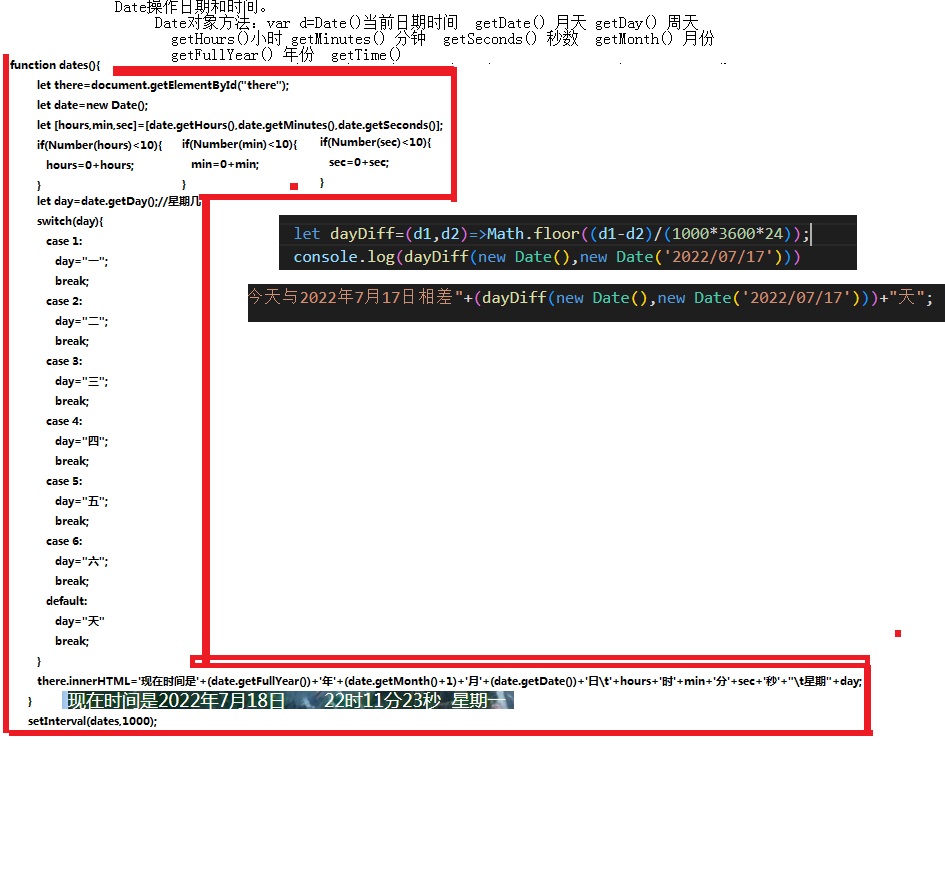 Date操作日期和时间。
Date对象方法: var d=Date()当前日期时间 getDate() 月天 getDay() 周天
getHours()小时 getMinutes() 分钟 getSeconds() 秒数 getMonth() 月份
getFullYear() 年份 getTime()
function dates(){
let there=document.getElementById("there");
let date=new Date();
let [hours,min,sec]=[date.getHours(),date.getMinutes(),date.getSeconds()];
if(Number(hours)<10){ if(Number(min)<10){ if(Number(sec)<10){
hours=0+hours; min=0+min; sec=0+sec;
} } }
let day=date.getDay();//星期几
switch(day){
case 1:
day="一";
break;
case 2:
day="二";
break;
case 3:
day="三";
break;
case 4:
day="四";
break;
case 5:
day="五";
break;
case 6:
day="六";
break;
default:
day="天"
break;
}
let dayDiff=(d1,d2)=>Math.floor((d1-d2)/(1000*3600*24));
console.log(dayDiff(new Date(),new Date('2022/07/17')))
今天与2022年7月17日相差"+(dayDiff(new Date(),new Date('2022/07/17')))+"天";
there.innerHTML='现在时间是'+(date.getFullYear())+'年'+(date.getMonth()+1)+'月'+(date.getDate())+'日\t'+hours+'时'+min+'分'+sec+'秒'+"\t星期"+day;
} 现在时间是2022年7月18日 22时11分23秒 星期一
setInterval(dates,1000);